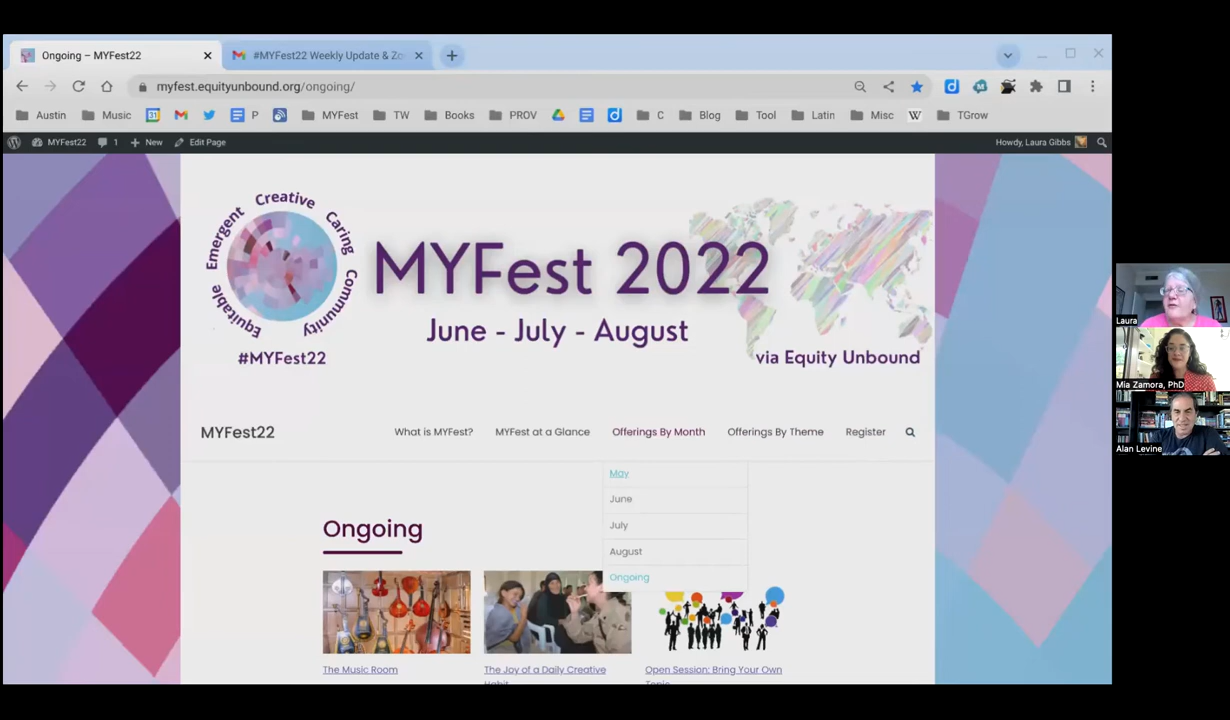 Ongoing – MYFest22
#MYFest22 Weekly Update & Zo
myfest.equityunbound.org/ongoing/
Austin
Music
P
MYFest
TW
Books
PROV
C
Blog
Tool
Latin
Misc
W
TGrow
MYFest22
1
New
Edit Page
Howdy, Laura Gibbs
Emergent Creative Caring Community Equitable
#MYFest22
MYFest 2022
June - July - August
via Equity Unbound
MYFest22
What is MYFest?
MYFest at a Glance
Offerings By Month
Offerings By Theme
Register
May
June
July
August
Ongoing
Ongoing
The Music Room
The Joy of a Daily Creative
Habit
Open Session: Bring Your Own
Topic
Laura
Mia Zamora, PhD
Alan Levine